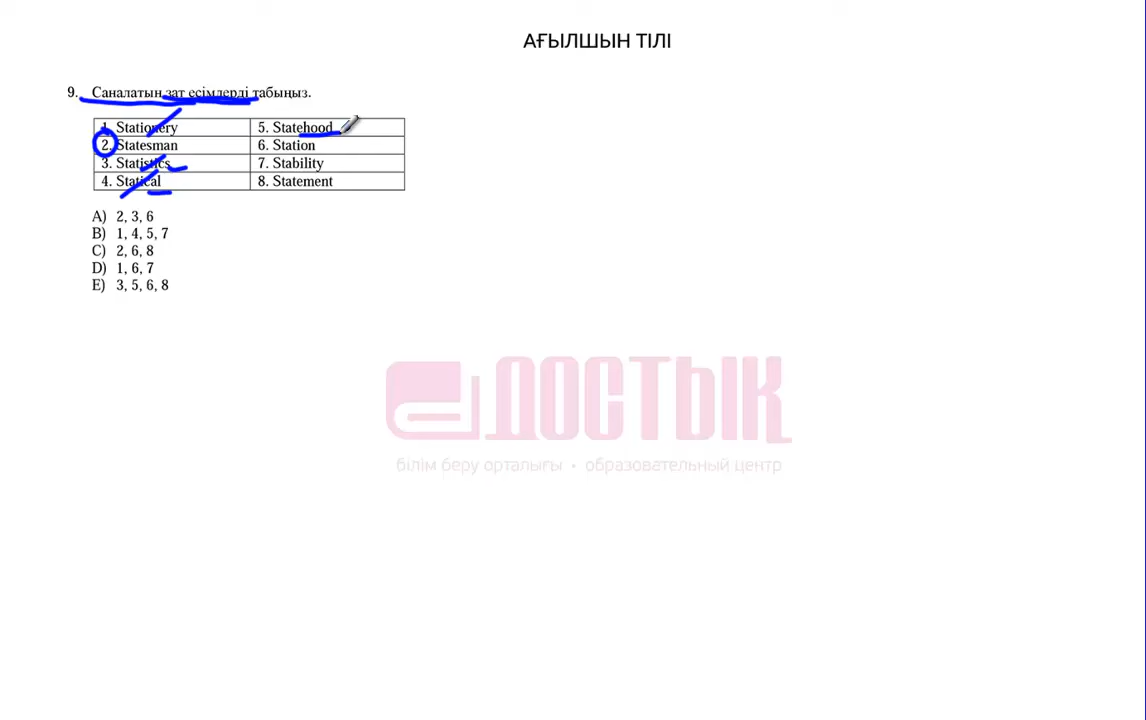 АҒЫЛШЫН ТІЛІ
9. Саналатын зат есімдерді табыңыз.
1. Stationery 5. Statehood
2. Statesman 6. Station
3. Statistics 7. Stability
4. Statical 8. Statement
A) 2, 3, 6
B) 1, 4, 5, 7
C) 2, 6, 8
D) 1, 6, 7
E) 3, 5, 6, 8
ДОСТЫҚ
білім беру орталығы • образовательный центр